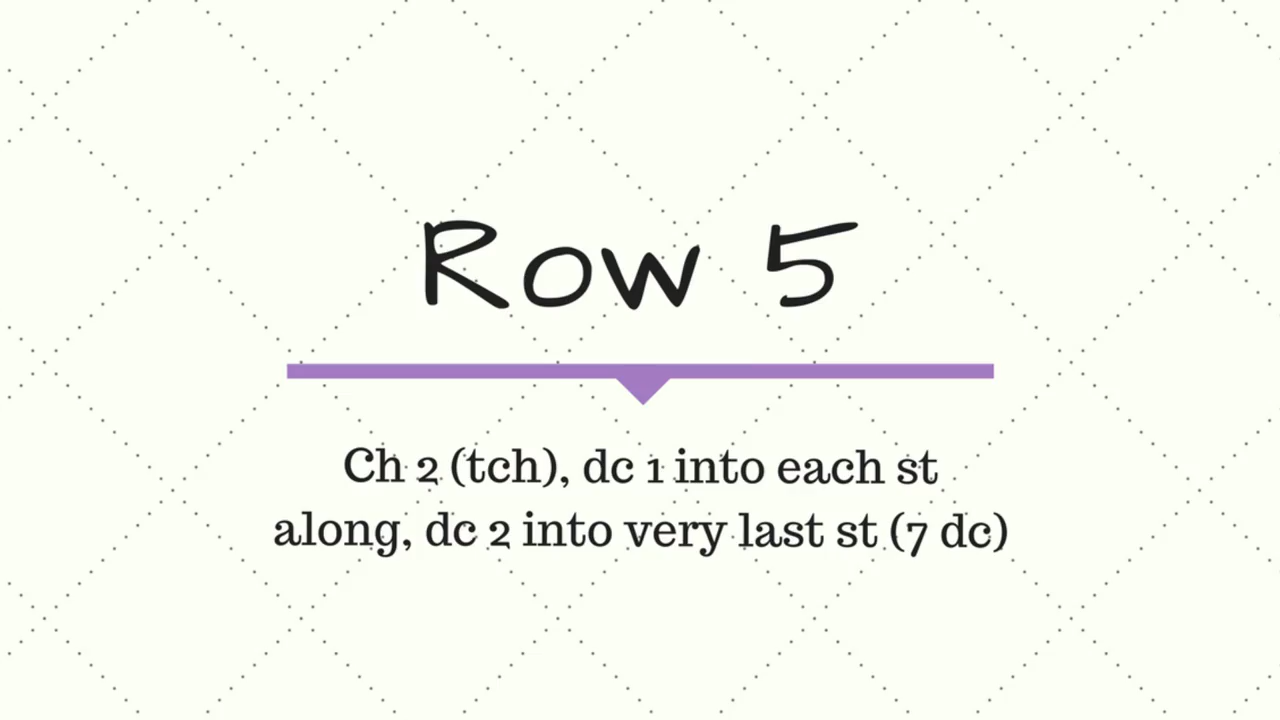 Row 5
Ch 2 (tch), dc 1 into each st
along, dc 2 into very last st (7 dc)